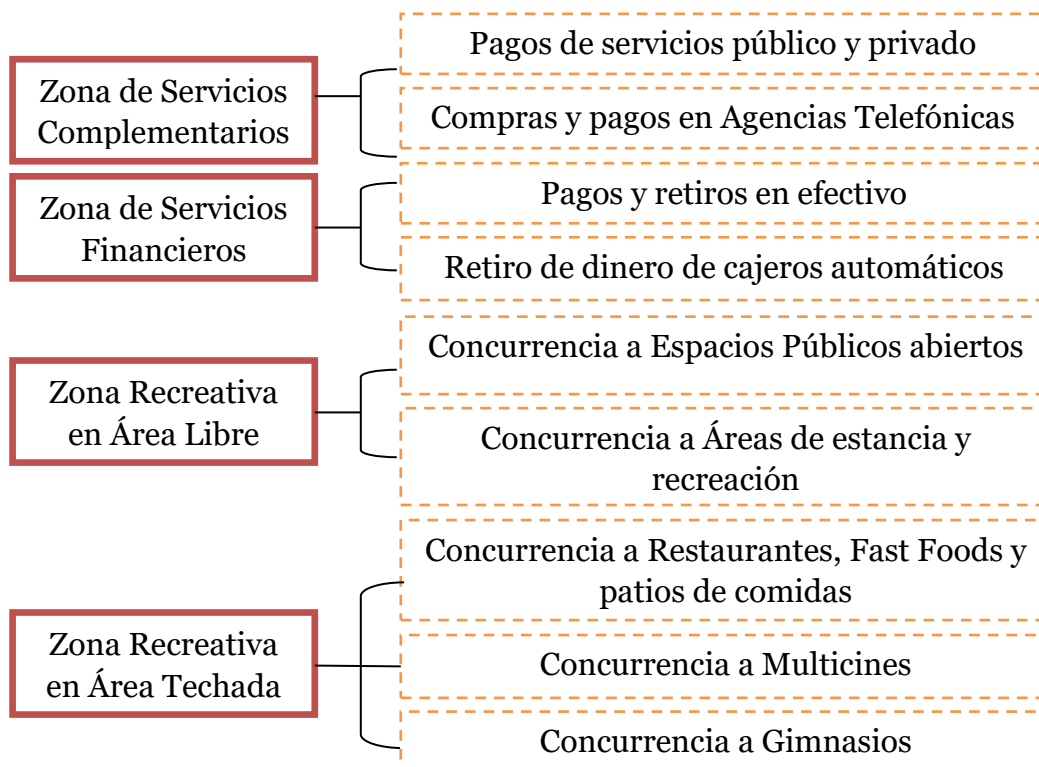 Zona de Servicios
Complementarios
Pagos de servicios público y privado
Compras y pagos en Agencias Telefónicas
Zona de Servicios
Financieros
Pagos y retiros en efectivo
Retiro de dinero de cajeros automáticos
Zona Recreativa
en Área Libre
Concurrencia a Espacios Públicos abiertos
Concurrencia a Áreas de estancia y
recreación
Zona Recreativa
en Área Techada
Concurrencia a Restaurantes, Fast Foods y
patios de comidas
Concurrencia a Multicines
Concurrencia a Gimnasios